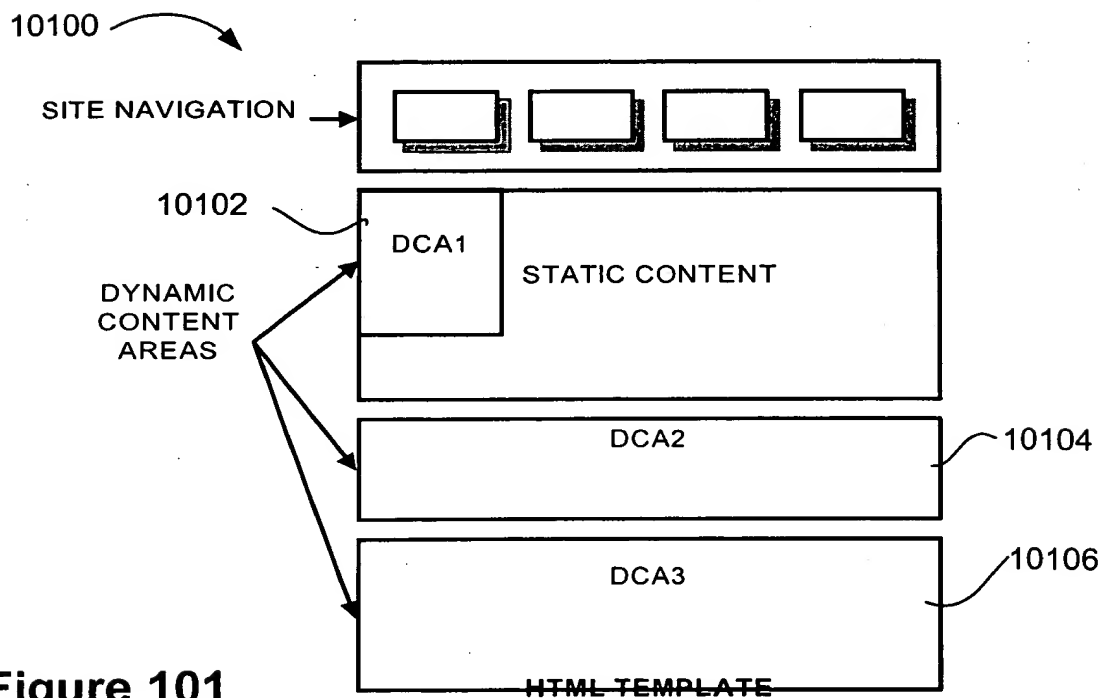 10100
SITE NAVIGATION
10102
DCA1
STATIC CONTENT
DYNAMIC
CONTENT
AREAS
DCA2
10104
DCA3
10106
Figure 101
HTML TEMPLATE